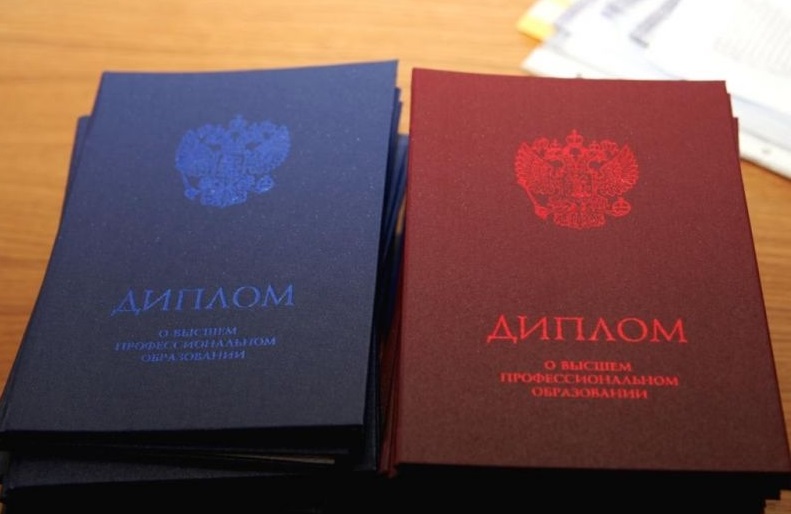 ДИПЛОМ
О ВЫСШЕМ
ПРОФЕССИОНАЛЬНОМ
ОБРАЗОВАНИИ
ДИПЛОМ
О ВЫСШЕМ
ПРОФЕССИОНАЛЬНОМ
ОБРАЗОВАНИИ